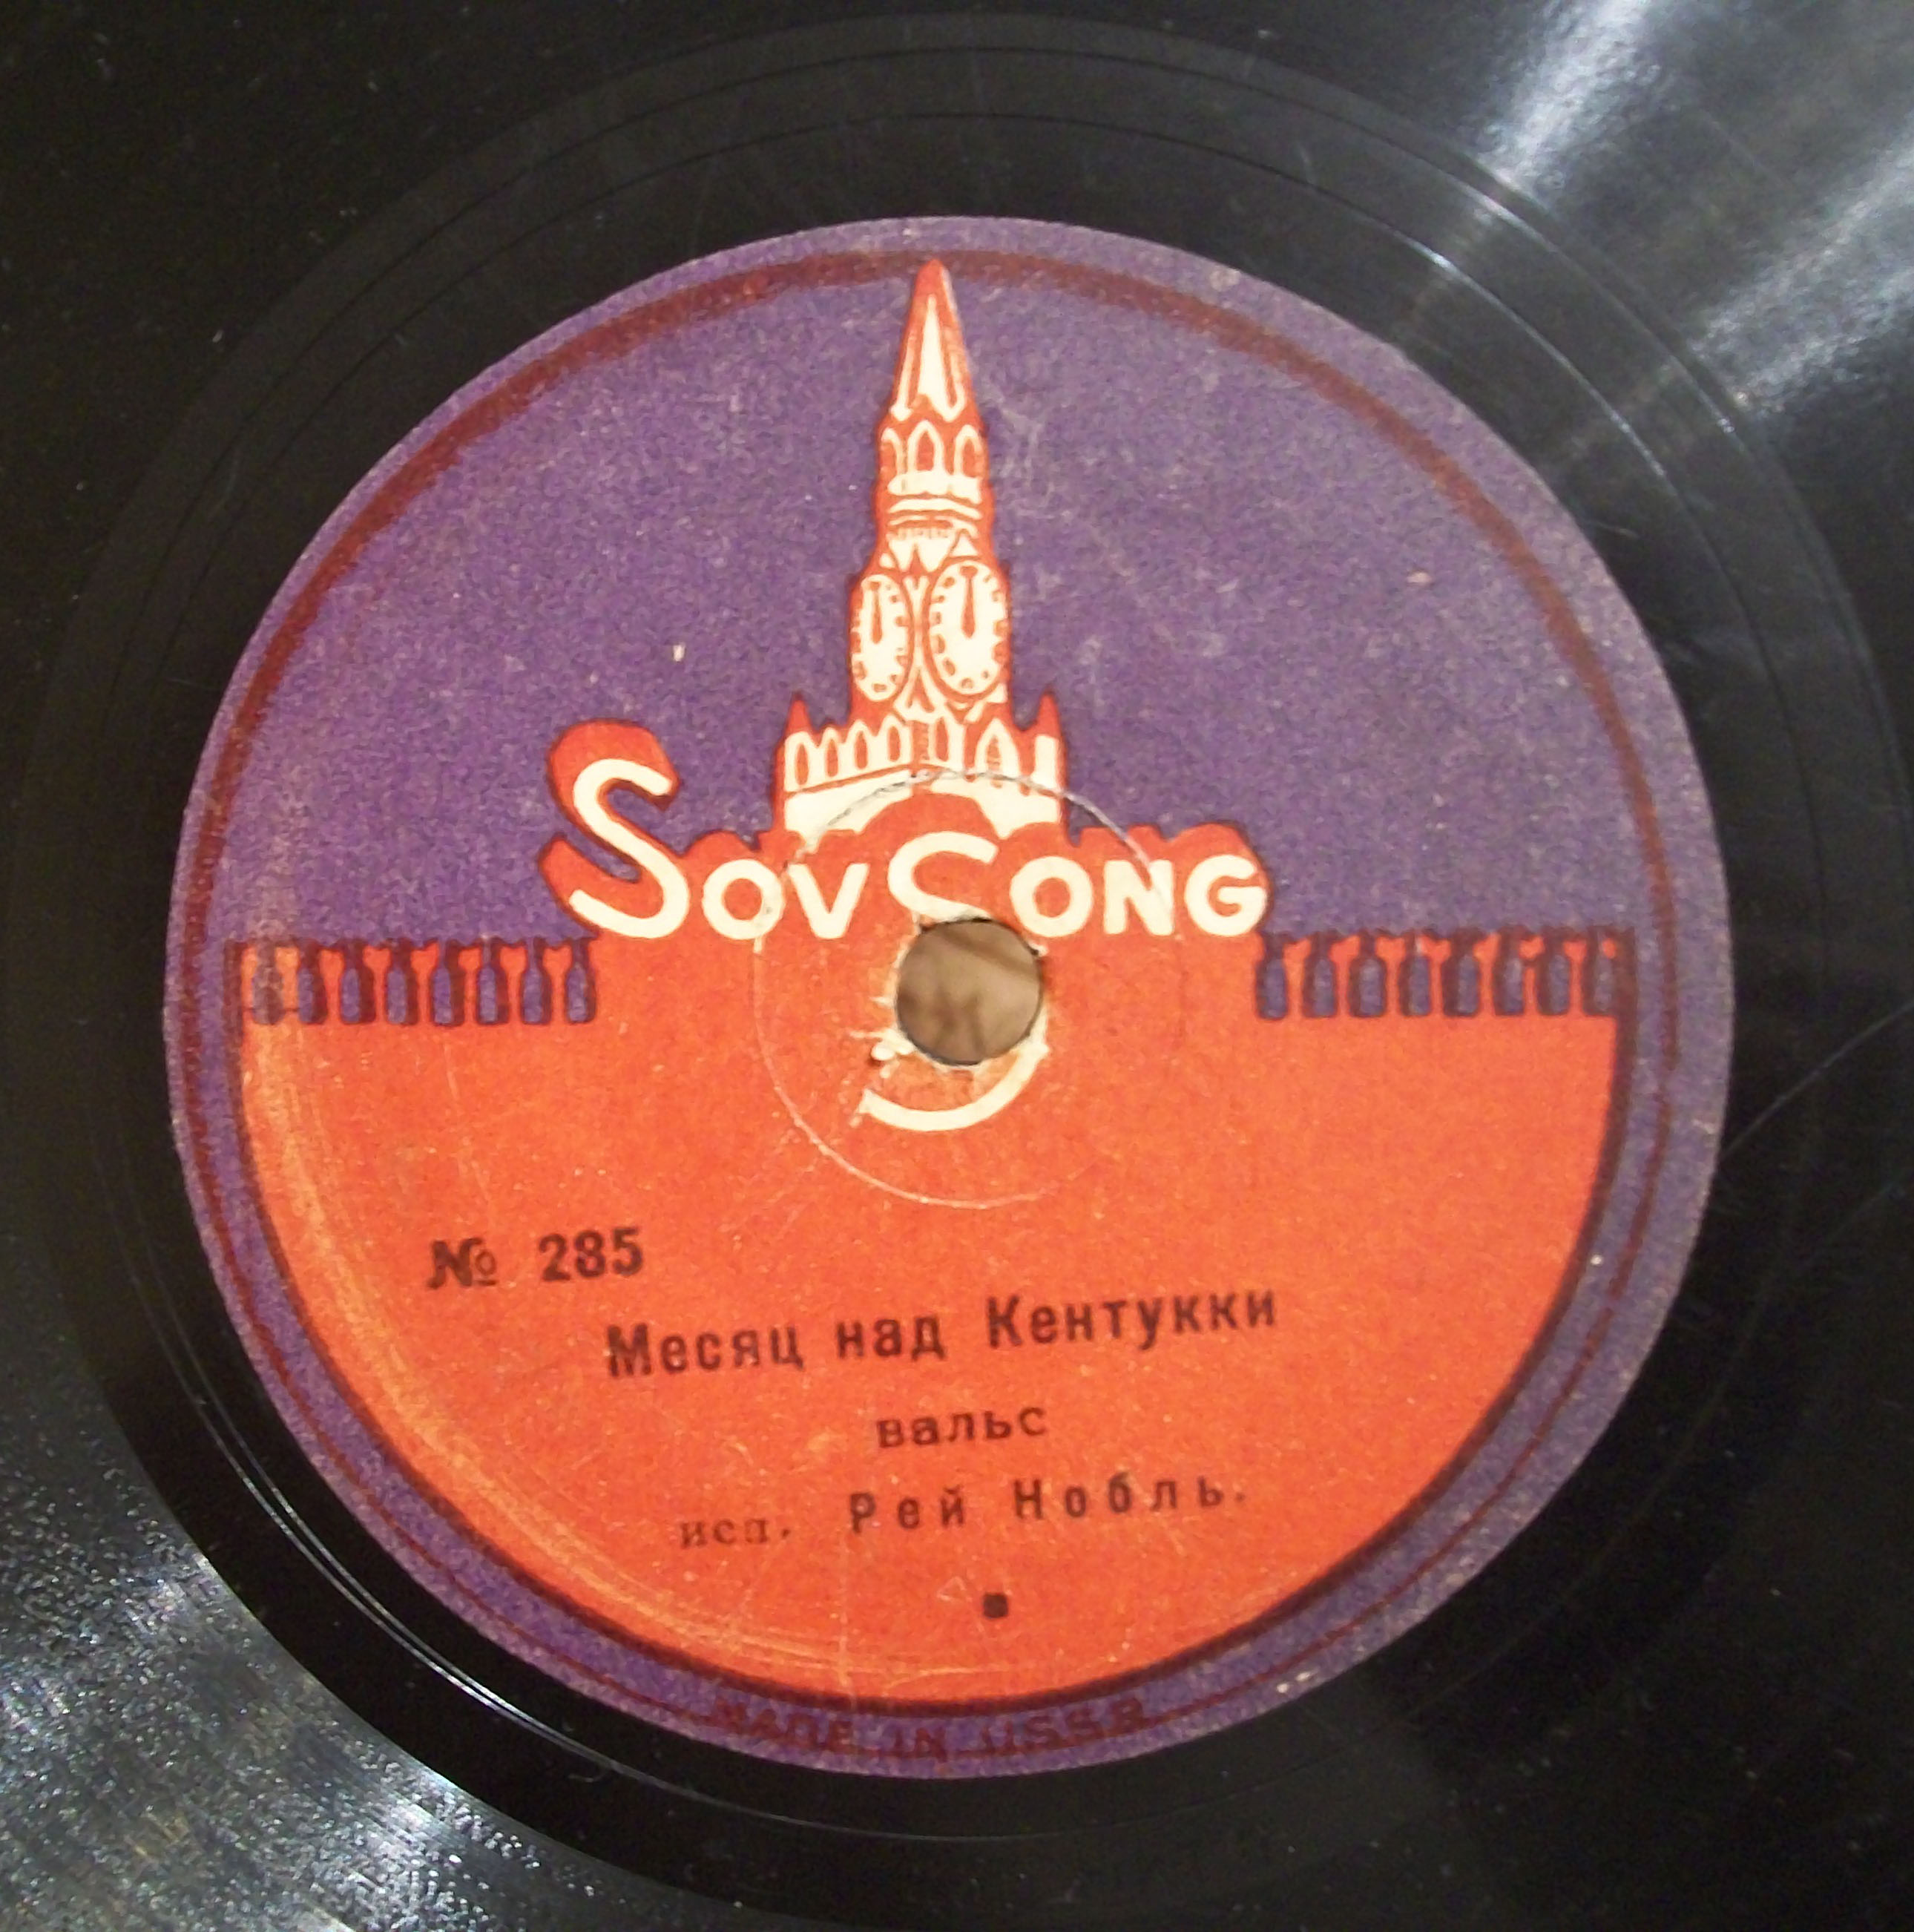 SovSong
№ 285
Месяц над Кентукки
вальс
исп. Рей Нобль.
MADE IN USSR